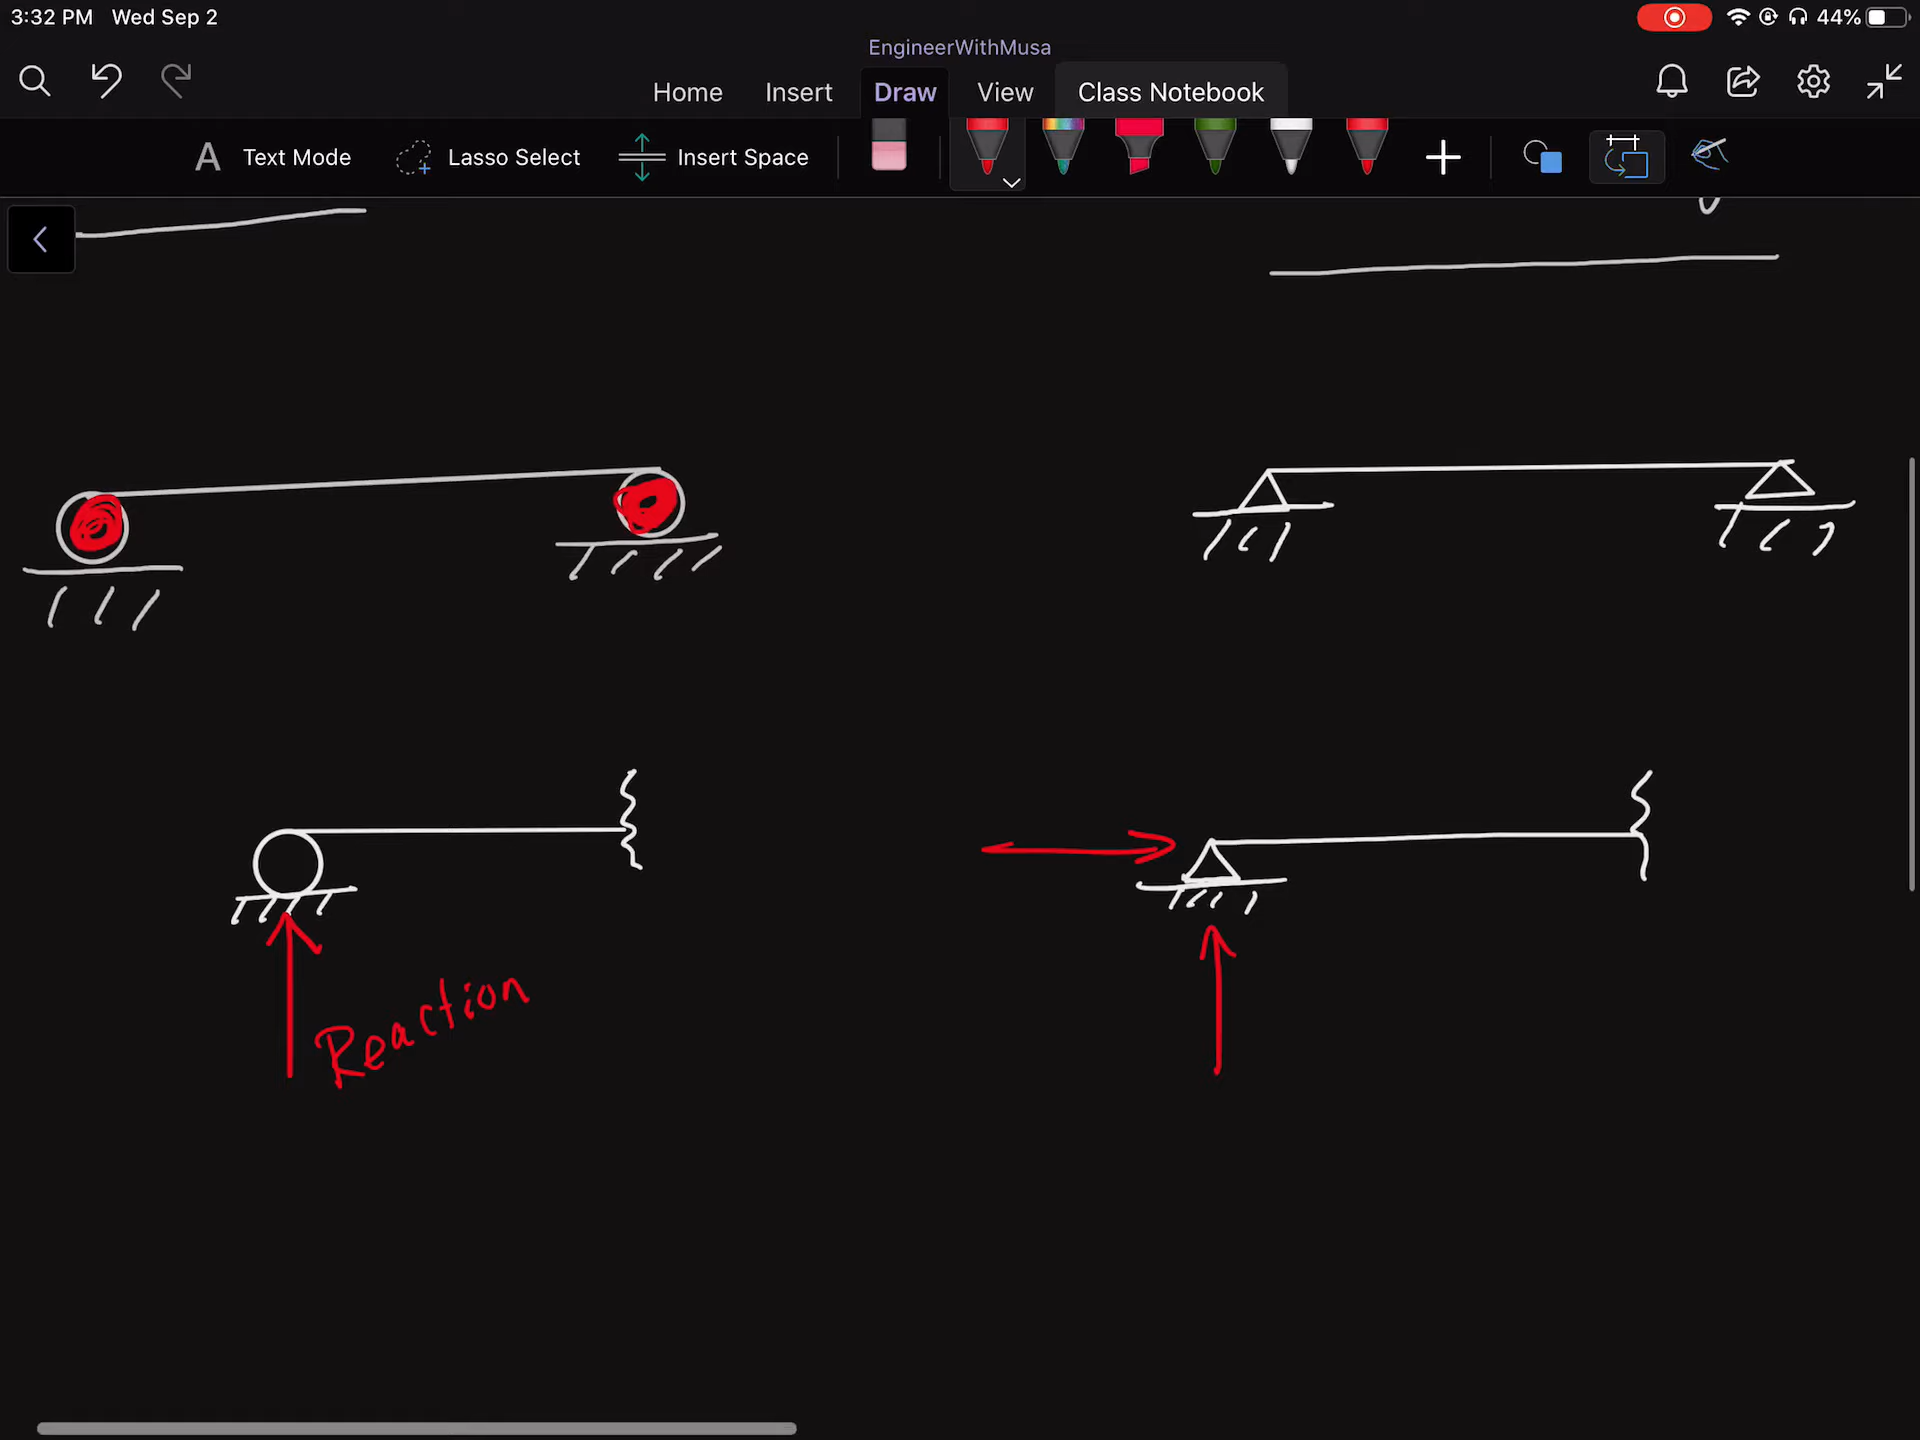 3:32 PM Wed Sep 2
44%
EngineerWithMusa
Home Insert Draw View Class Notebook
A Text Mode Lasso Select Insert Space
Reaction